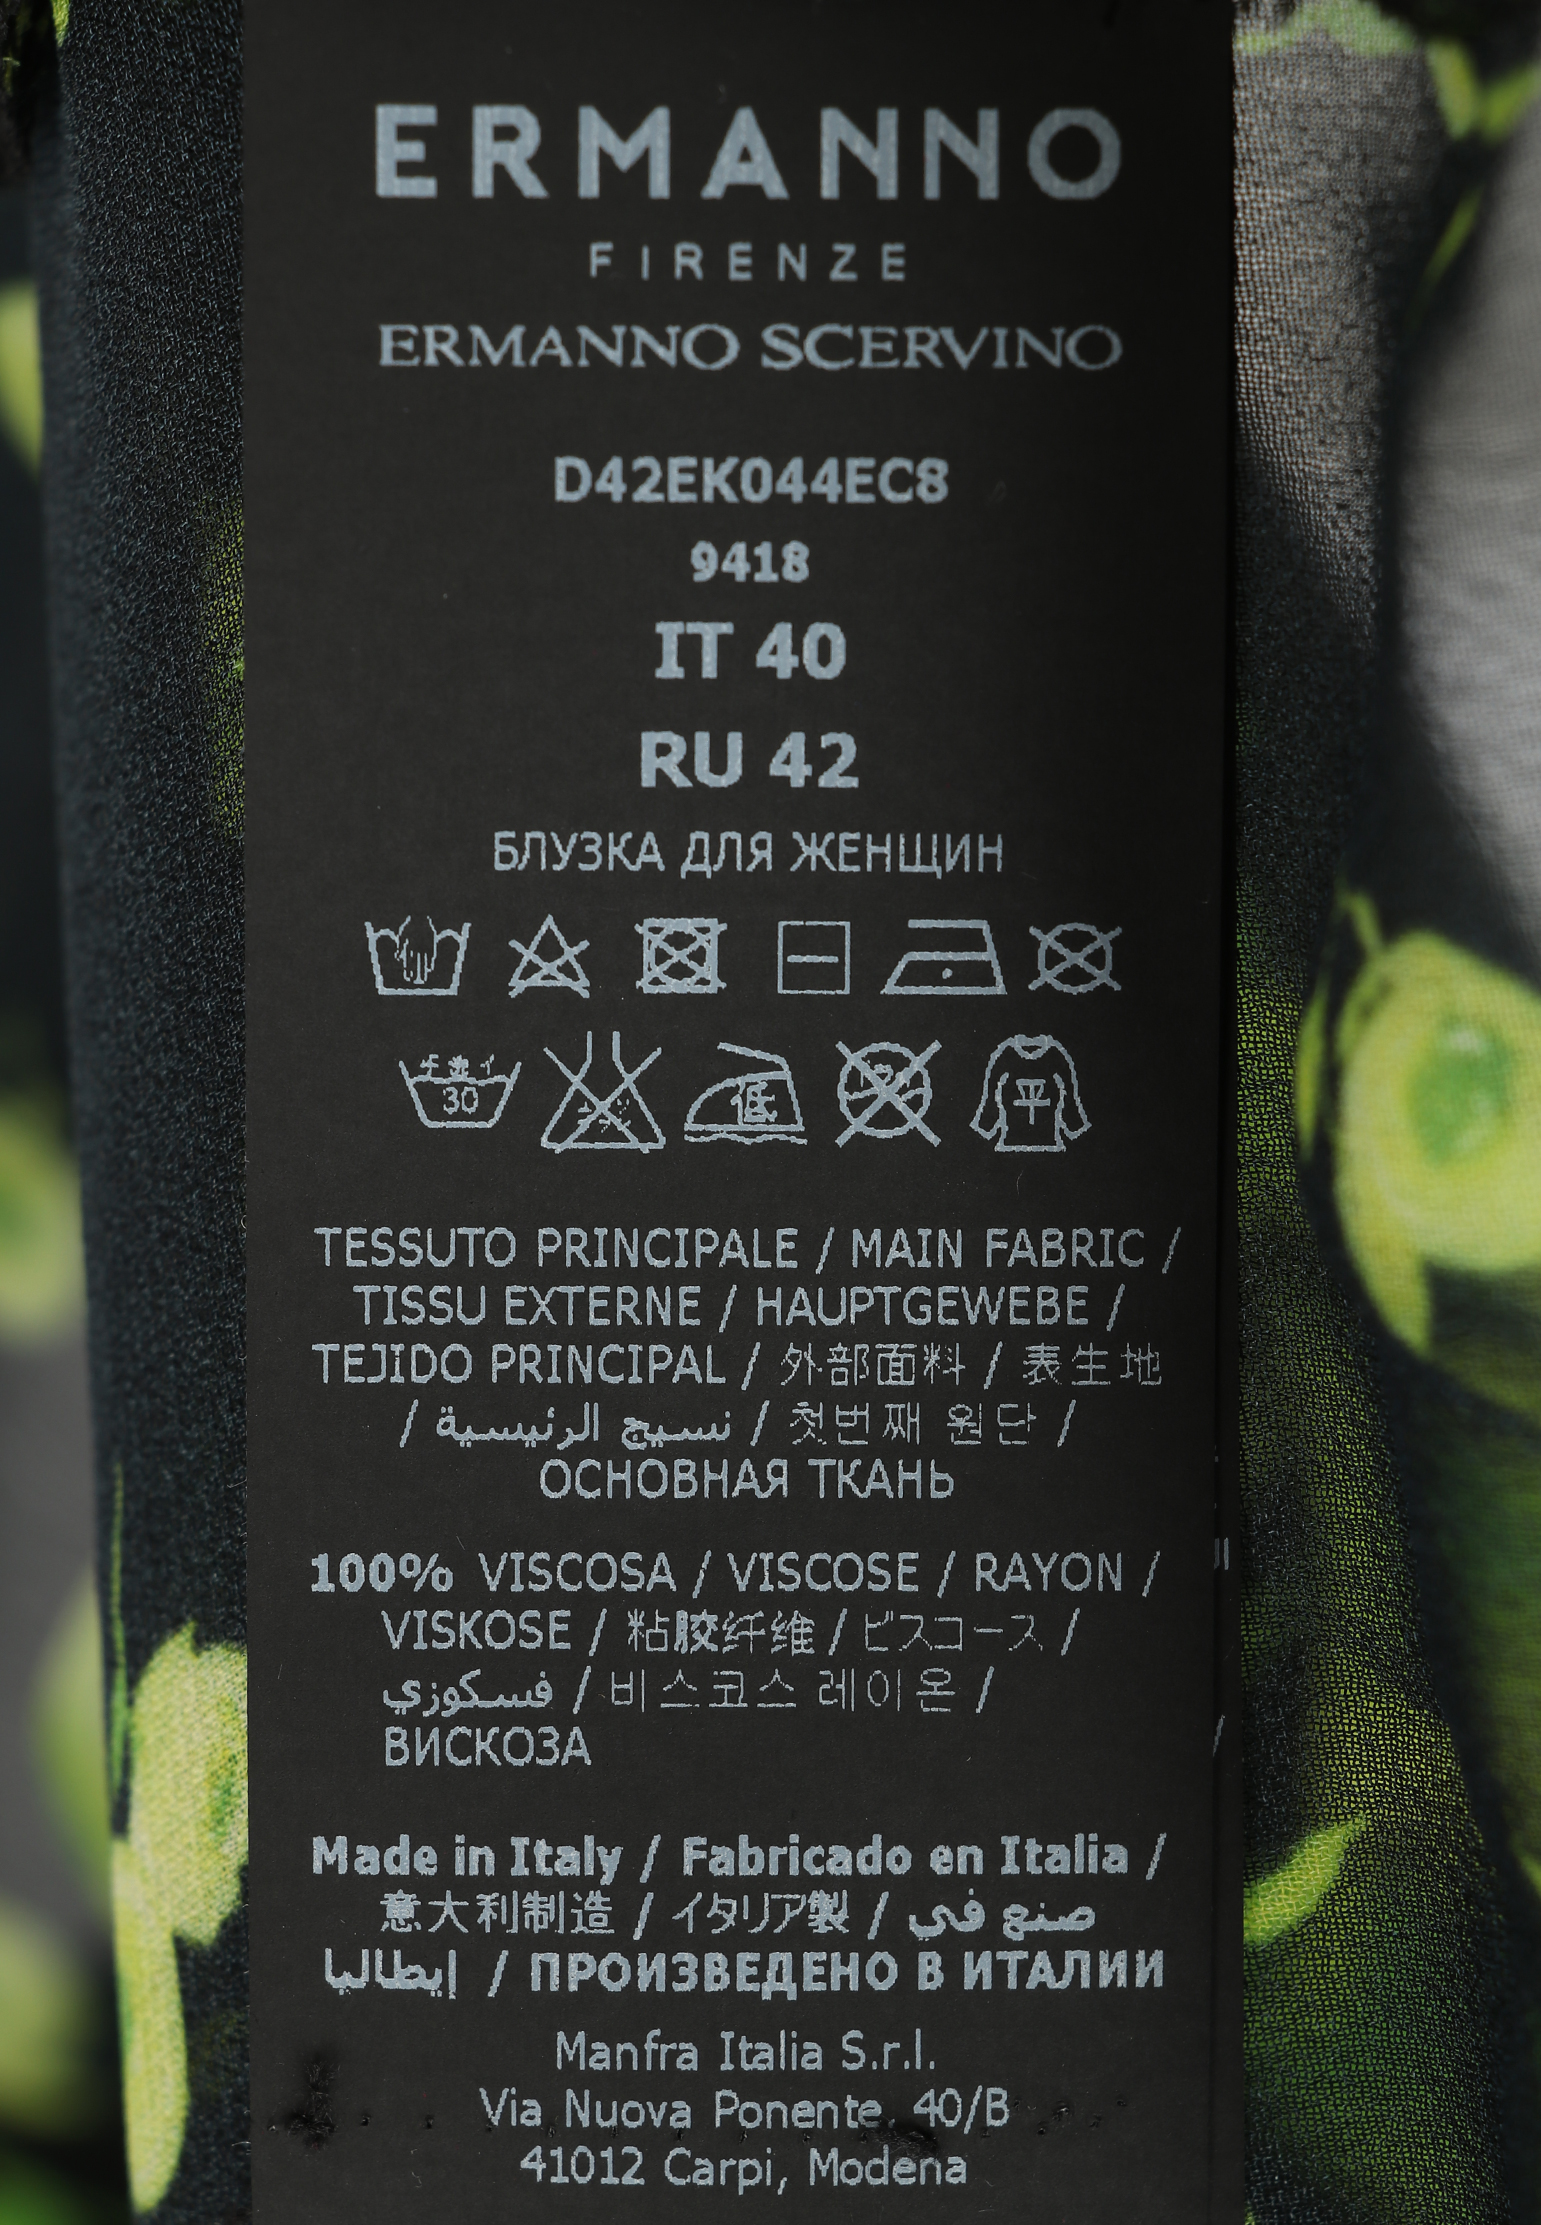 ERMANNO
FIRENZE
ERMANNO SCERVINO
D42EK044EC8
9418
IT 40
RU 42
БЛУЗКА ДЛЯ ЖЕНЩИН
30 低 平
TESSUTO PRINCIPALE / MAIN FABRIC /
TISSU EXTERNE / HAUPTGEWEBE /
TEJIDO PRINCIPAL / 外部面料 / 表生地
/ نسيج الرئيسية / 첫번째 원단 /
ОСНОВНАЯ ТКАНЬ
100% VISCOSA / VISCOSE / RAYON /
VISKOSE / 粘胶纤维 / ビスコース /
فسكوزي / 비스코스 레이온 /
ВИСКОЗА
Made in Italy / Fabricado en Italia /
意大利制造 / イタリア製 / صنع في
إيطاليا / ПРОИЗВЕДЕНО В ИТАЛИИ
Manfra Italia S.r.l.
Via Nuova Ponente, 40/B
41012 Carpi, Modena